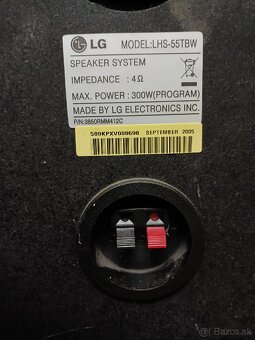 LG MODEL:LHS-55TBW
SPEAKER SYSTEM
IMPEDANCE : 4Ω
MAX. POWER : 300W(PROGRAM)
MADE BY LG ELECTRONICS INC.
P/N:3850RMM412C
509KPXV000698 SEPTEMBER 2005
bazos.sk